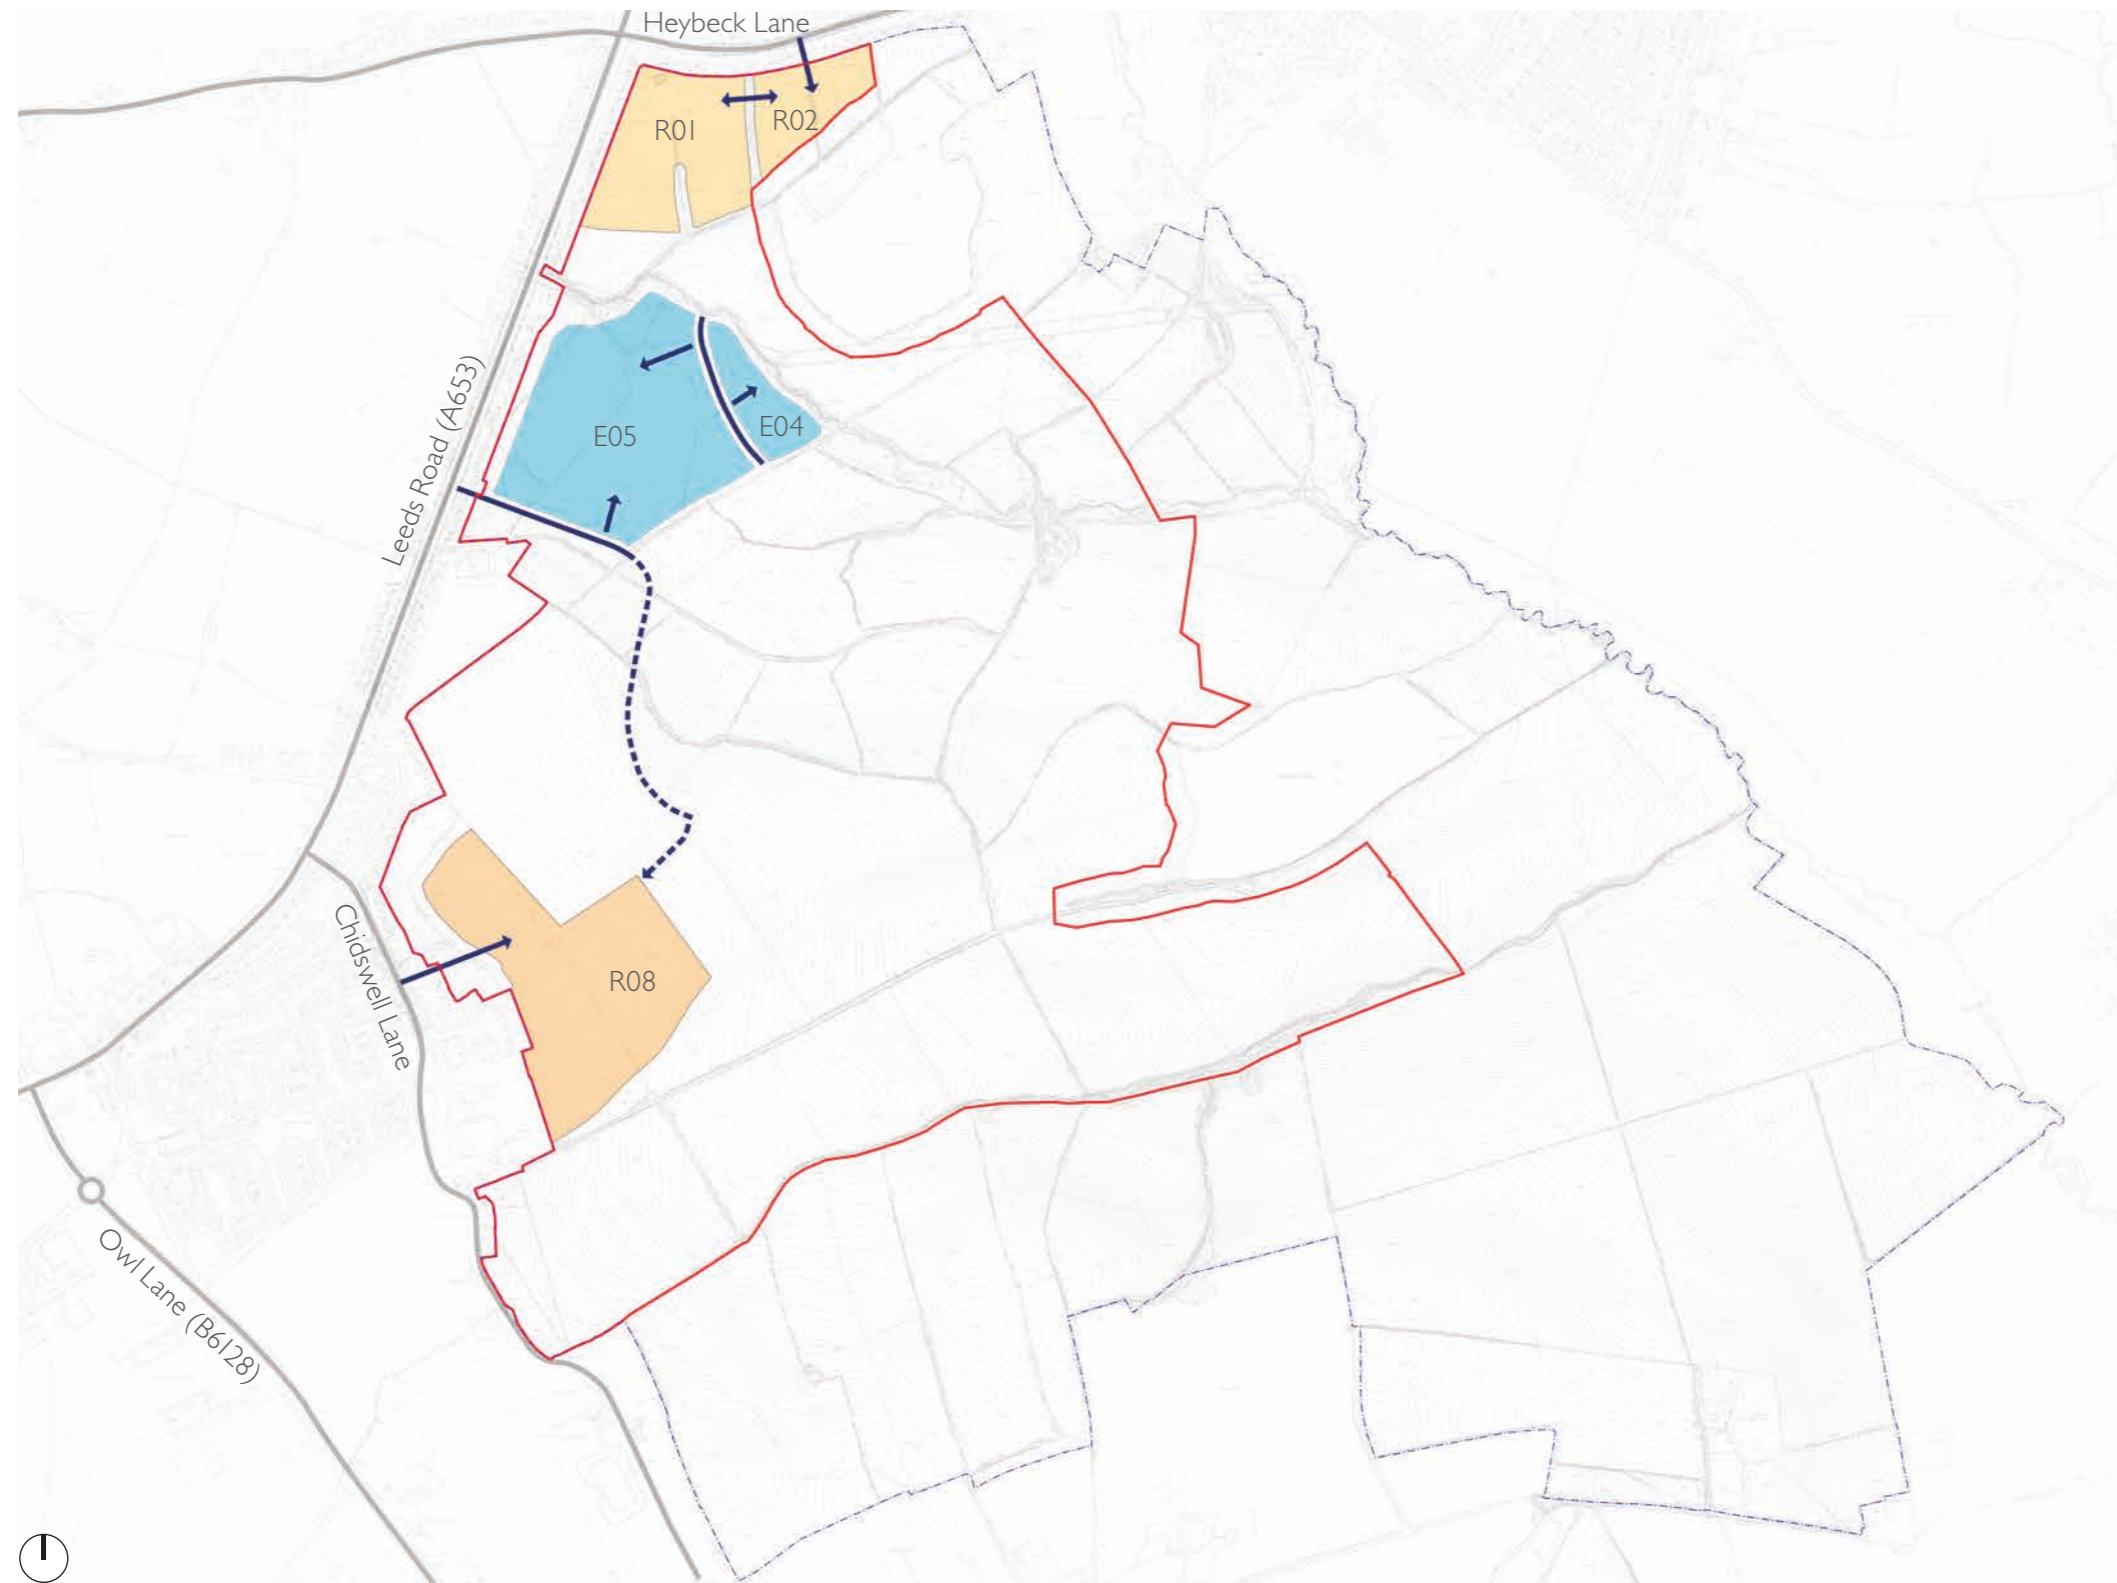 Heybeck Lane
R01
R02
Leeds Road (A653)
E05
E04
Chidswell Lane
R08
Owl Lane (B6128)